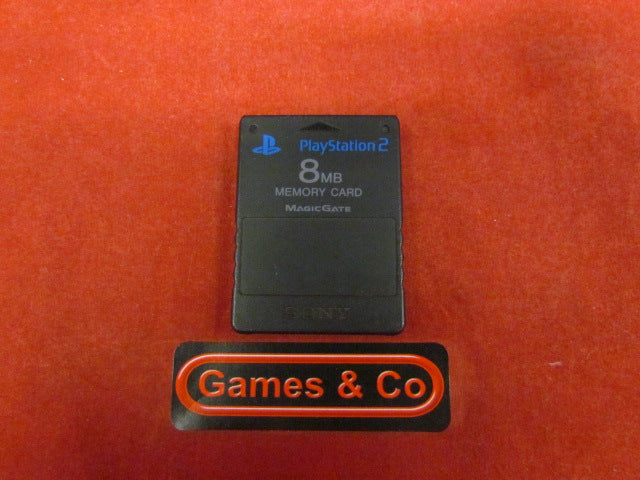 PlayStation 2
8MB
MEMORY CARD
MAGICGATE
SONY
Games & Co